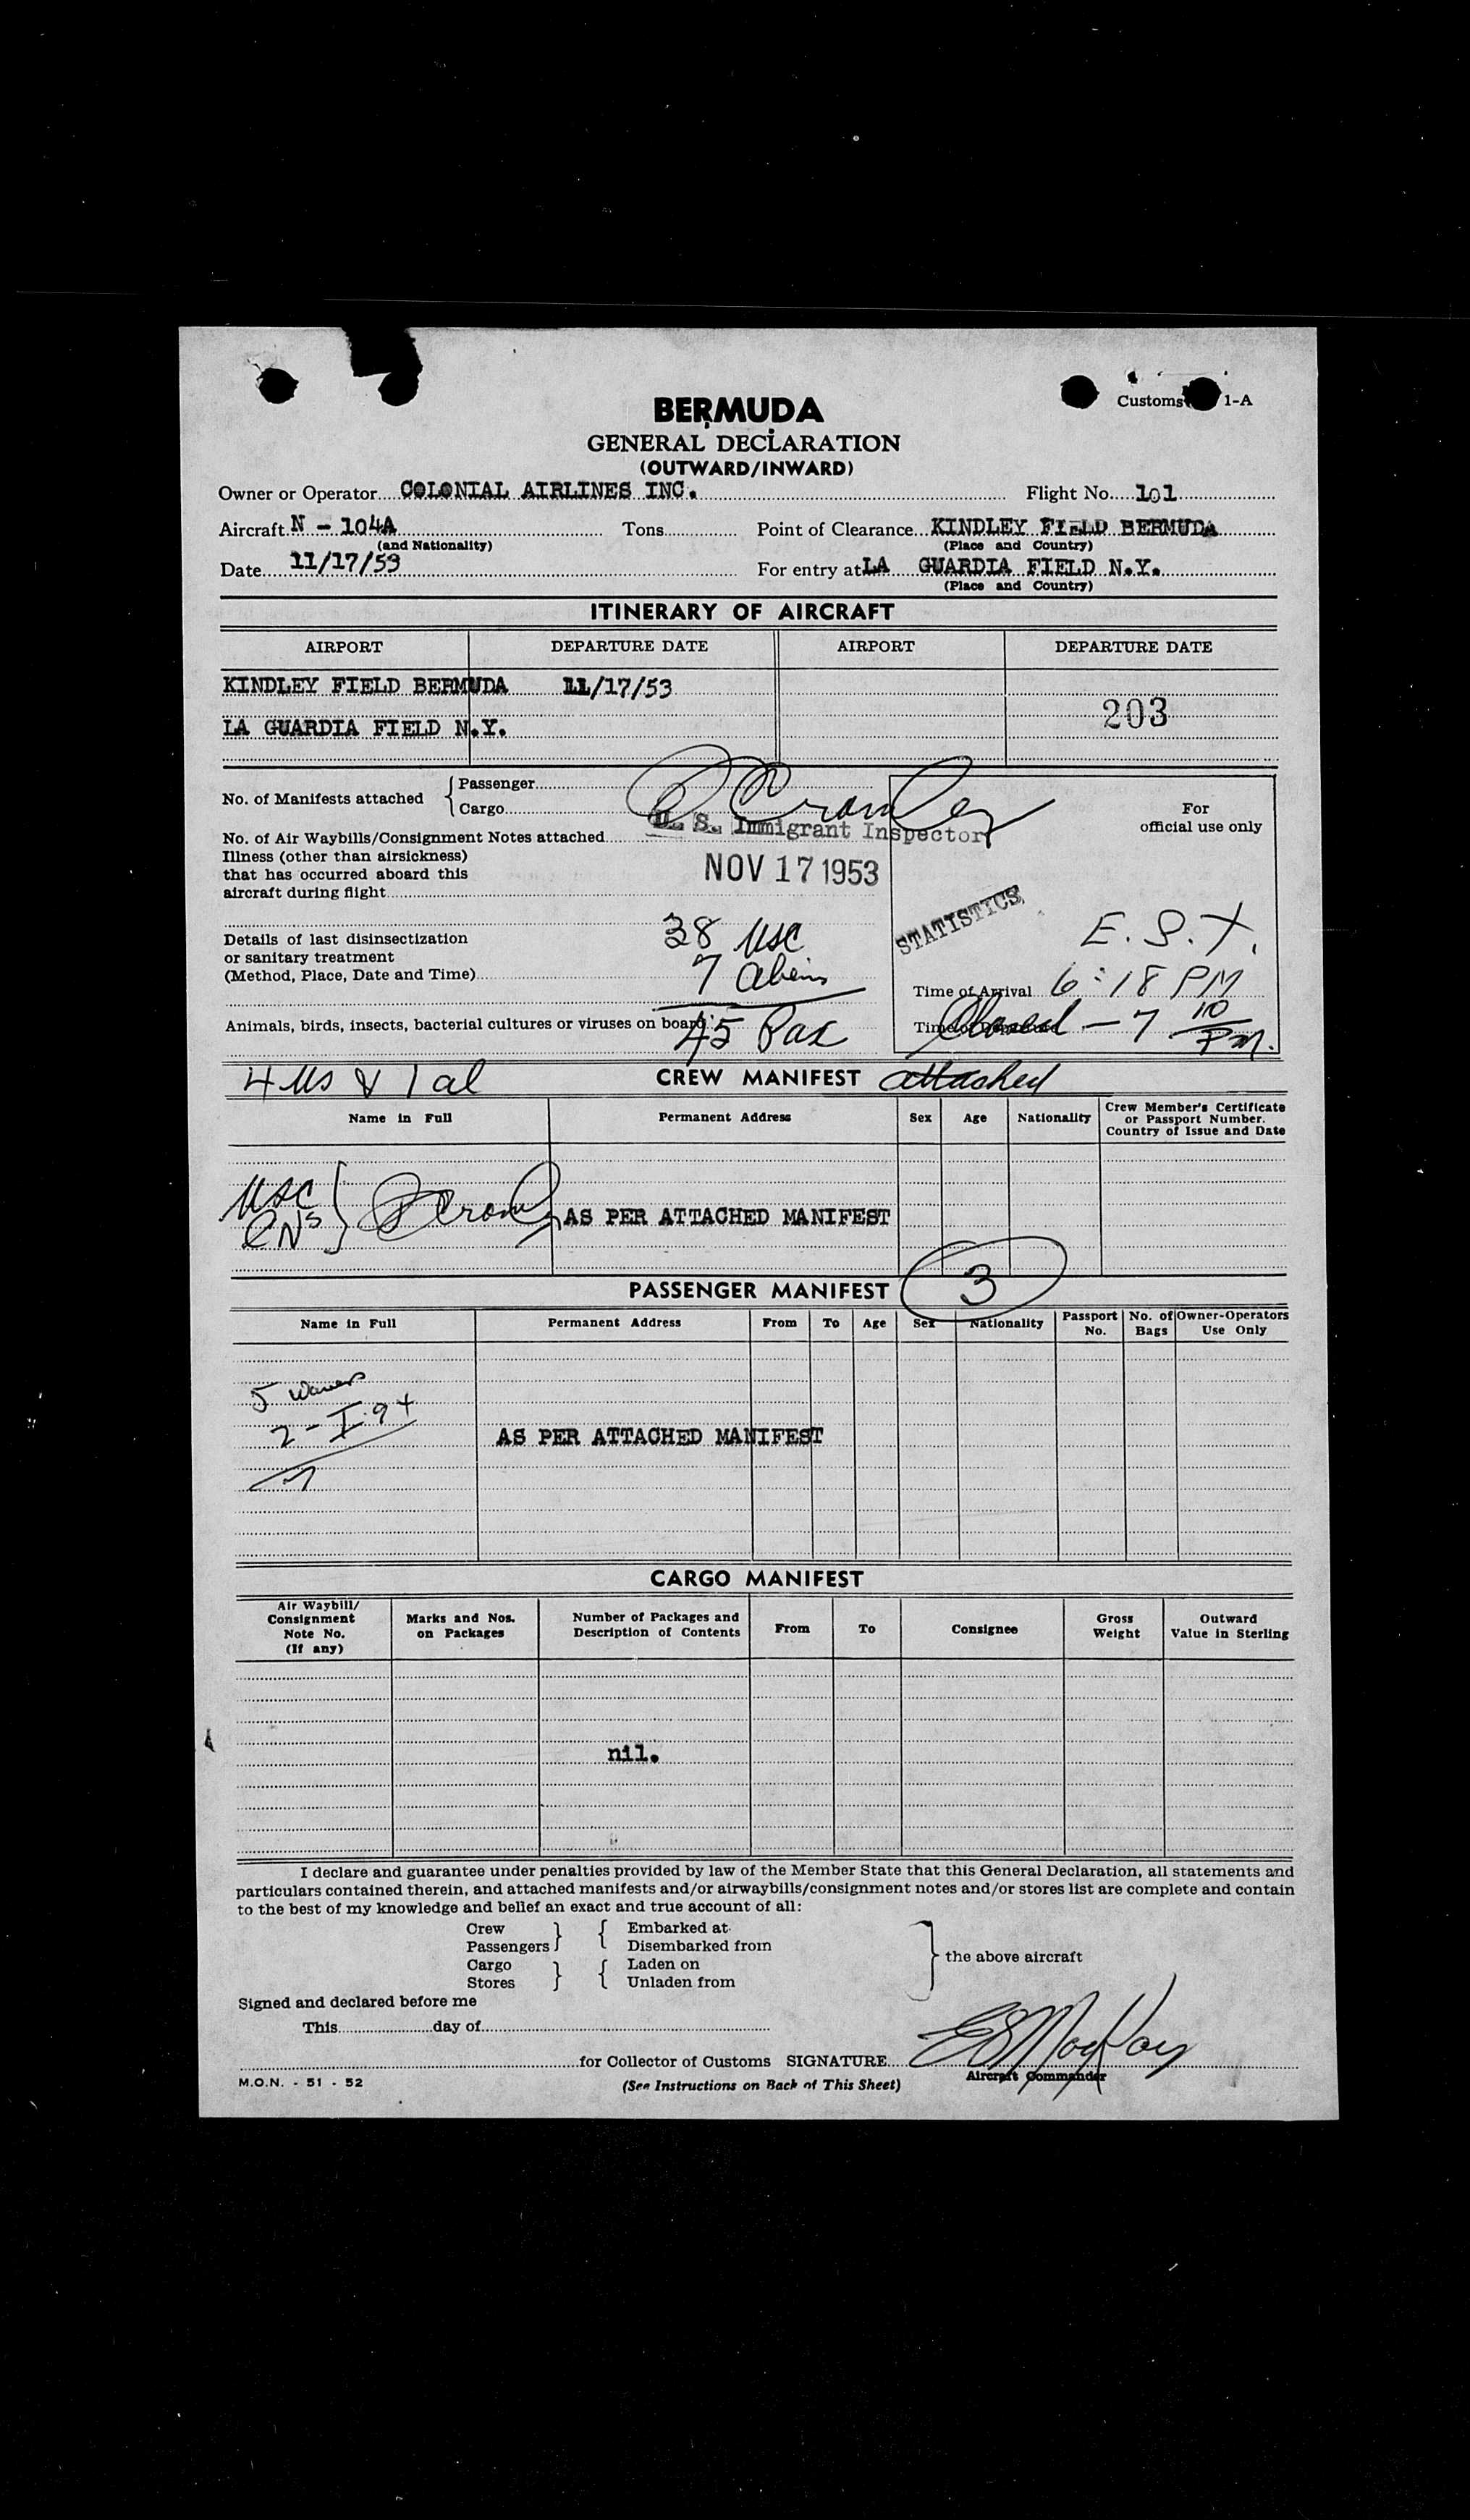 Customs 1-A
BERMUDA
GENERAL DECLARATION
(OUTWARD/INWARD)
Owner or Operator COLONIAL AIRLINES INC. Flight No. 101
Aircraft N - 104A Tons Point of Clearance KINDLEY FIELD BERMUDA
(and Nationality) (Place and Country)
Date 11/17/53 For entry at LA GUARDIA FIELD N.Y.
(Place and Country)
ITINERARY OF AIRCRAFT
AIRPORT DEPARTURE DATE AIRPORT DEPARTURE DATE
KINDLEY FIELD BERMUDA 11/17/53
203
LA GUARDIA FIELD N.Y.
No. of Manifests attached { Passenger
Cargo
For
official use only
U. S. Immigrant Inspector
No. of Air Waybills/Consignment Notes attached
Illness (other than airsickness)
that has occurred aboard this
aircraft during flight
NOV 17 1953
STATISTICS
E.S.T.
Details of last disinsectization
or sanitary treatment
(Method, Place, Date and Time)
38 USC
7 Aliens
Time of Arrival 6:18 PM
Animals, birds, insects, bacterial cultures or viruses on board
45 Pax
Time of Departure Closed - 7 10 PM.
4 US & 1 al CREW MANIFEST attached
Name in Full Permanent Address Sex Age Nationality Crew Member's Certificate
or Passport Number.
Country of Issue and Date
USC
AS PER ATTACHED MANIFEST
PASSENGER MANIFEST 3
Name in Full Permanent Address From To Age Sex Nationality Passport No. No. of Bags Owner-Operators Use Only
5 Waivers
2 - I.94
7
AS PER ATTACHED MANIFEST
CARGO MANIFEST
Air Waybill/
Consignment
Note No.
(If any)
Marks and Nos.
on Packages
Number of Packages and
Description of Contents
From To Consignee Gross Weight Outward Value in Sterling
nil.
I declare and guarantee under penalties provided by law of the Member State that this General Declaration, all statements and
particulars contained therein, and attached manifests and/or airwaybills/consignment notes and/or stores list are complete and contain
to the best of my knowledge and belief an exact and true account of all:
Crew } { Embarked at
Passengers } { Disembarked from
} the above aircraft
Cargo } { Laden on
Stores } { Unladen from
Signed and declared before me
This day of
for Collector of Customs SIGNATURE
Aircraft Commander
M.O.N. - 51 - 52 (See Instructions on Back of This Sheet)